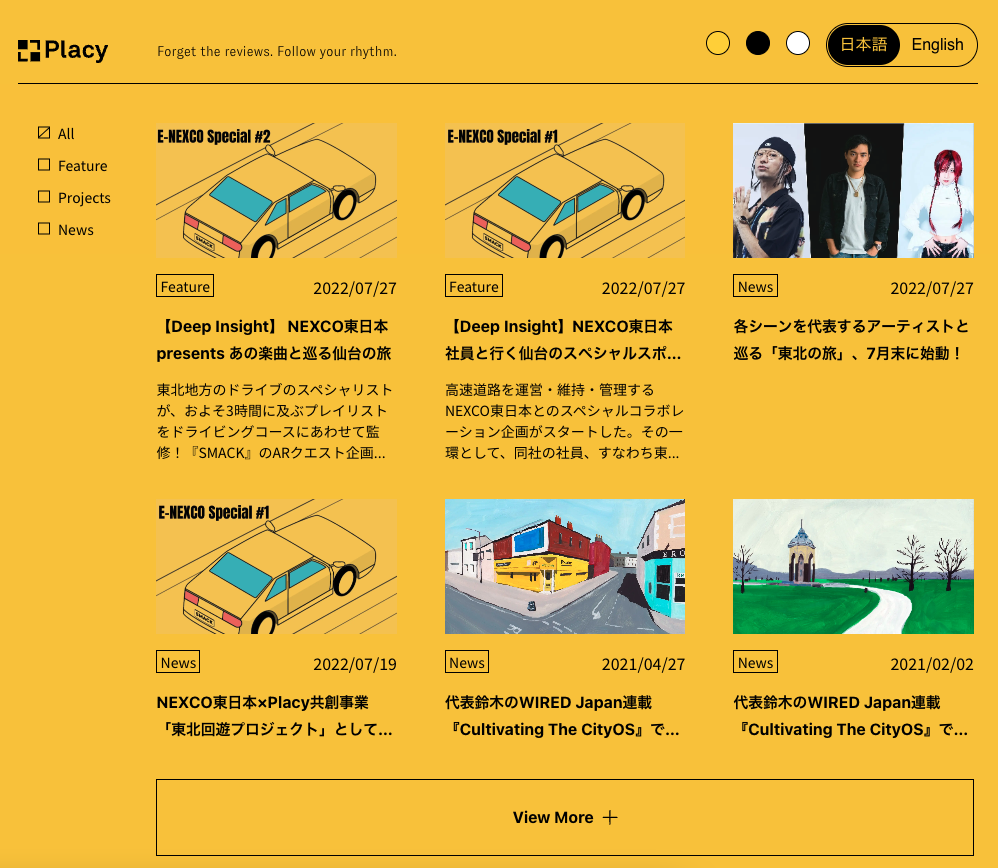 Placy
Forget the reviews. Follow your rhythm.
日本語
English
All
Feature
Projects
News
E-NEXCO Special #2
SMACK
Feature
2022/07/27
【Deep Insight】 NEXCO東日本
presents あの楽曲と巡る仙台の旅
東北地方のドライブのスペシャリスト
が、およそ3時間に及ぶプレイリスト
をドライビングコースにあわせて監
修！『SMACK』のARクエスト企画...
E-NEXCO Special #1
SMACK
Feature
2022/07/27
【Deep Insight】NEXCO東日本
社員と行く仙台のスペシャルスポ...
高速道路を運営・維持・管理する
NEXCO東日本とのスペシャルコラボレ
ーション企画がスタートした。その一
環として、同社の社員、すなわち東...
News
2022/07/27
各シーンを代表するアーティストと
巡る「東北の旅」、7月末に始動！
E-NEXCO Special #1
SMACK
News
2022/07/19
NEXCO東日本×Placy共創事業
「東北回遊プロジェクト」として...
News
2021/04/27
代表鈴木のWIRED Japan連載
『Cultivating The CityOS』で...
News
2021/02/02
代表鈴木のWIRED Japan連載
『Cultivating The CityOS』で...
View More